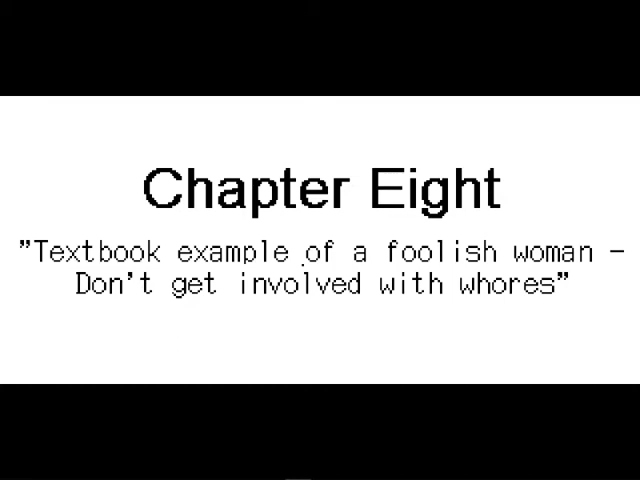 Chapter Eight
”Textbook example of a foolish woman -
Don't get involved with whores”